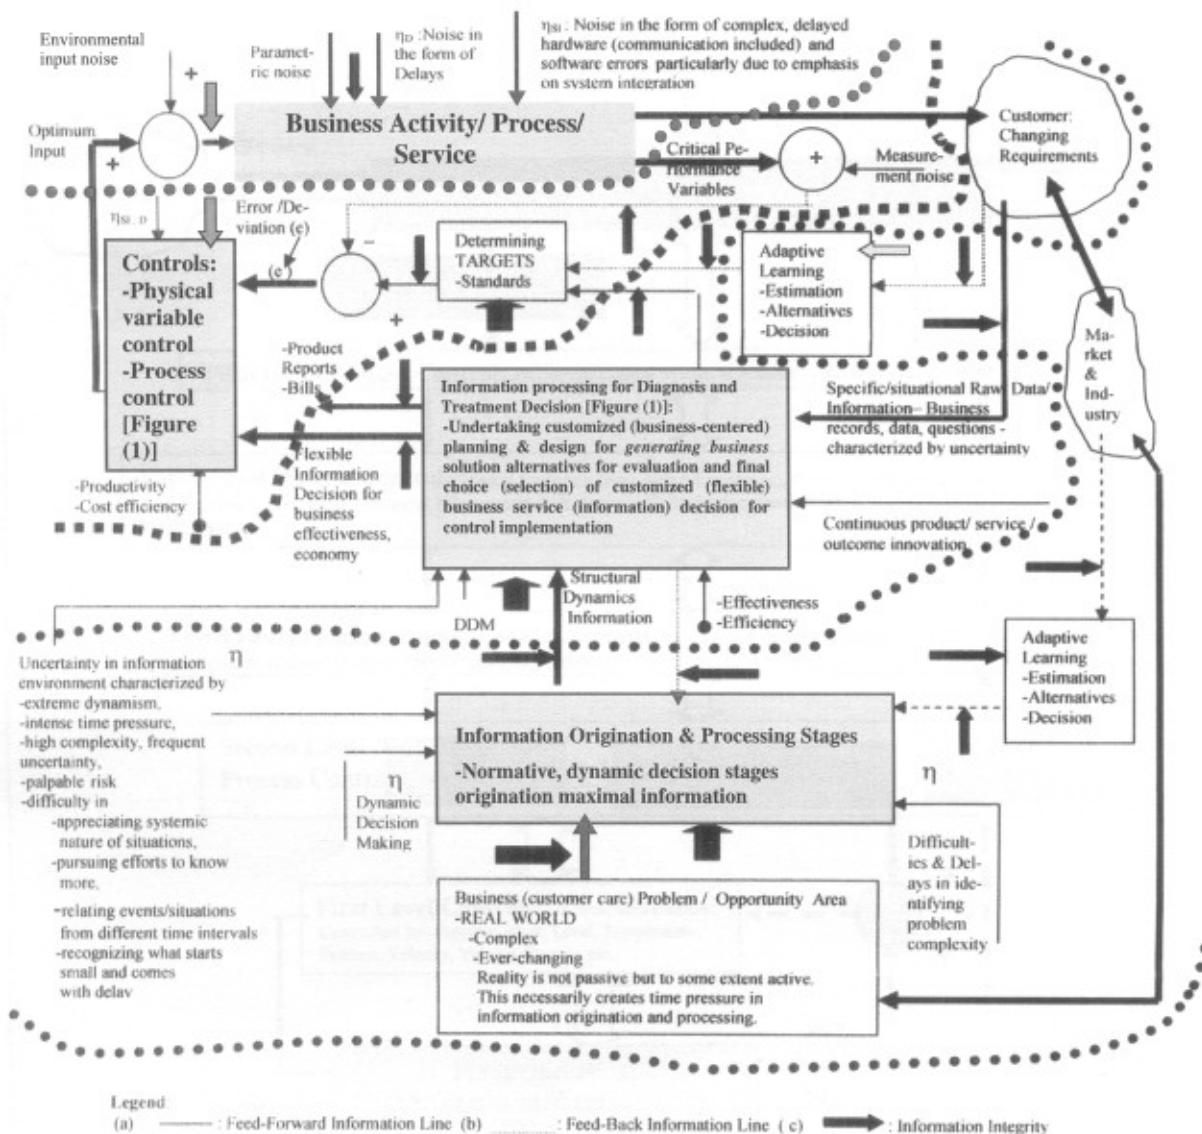 Environmental
input noise
Paramet-
ric noise
η_D :Noise in
the form of
Delays
η_SI : Noise in the form of complex, delayed
hardware (communication included) and
software errors particularly due to emphasis
on system integration
+
Optimum
Input
+
Business Activity/ Process/
Service
Critical Pe-
rformance
Variables
+
Measure-
ment noise
Customer:
Changing
Requirements
η_SI, D
Error /De-
viation (e)
(e)
−
+
Controls:
-Physical
variable
control
-Process
control
[Figure
(1)]
Determining
TARGETS
-Standards
Adaptive
Learning
-Estimation
-Alternatives
-Decision
Ma-
rket
&
Ind-
ustry
-Product
Reports
-Bills
Information processing for Diagnosis and
Treatment Decision [Figure (1)]:
-Undertaking customized (business-centered)
planning & design for generating business
solution alternatives for evaluation and final
choice (selection) of customized (flexible)
business service (information) decision for
control implementation
Specific/situational Raw Data/
Information– Business
records, data, questions -
characterized by uncertainty
-Productivity
-Cost efficiency
Flexible
Information
Decision for
business
effectiveness,
economy
Continuous product/ service /
outcome innovation
DDM
Structural
Dynamics
Information
-Effectiveness
-Efficiency
Uncertainty in information
environment characterized by
-extreme dynamism,
-intense time pressure,
-high complexity, frequent
uncertainty,
-palpable risk
-difficulty in
-appreciating systemic
nature of situations,
-pursuing efforts to know
more,
-relating events/situations
from different time intervals
-recognizing what starts
small and comes
with delay
η
Adaptive
Learning
-Estimation
-Alternatives
-Decision
Information Origination & Processing Stages
-Normative, dynamic decision stages
origination maximal information
η
Dynamic
Decision
Making
η
Difficult-
ies & Del-
ays in ide-
ntifying
problem
complexity
Business (customer care) Problem / Opportunity Area
-REAL WORLD
-Complex
-Ever-changing
Reality is not passive but to some extent active.
This necessarily creates time pressure in
information origination and processing.
Legend
(a) : Feed-Forward Information Line (b) : Feed-Back Information Line ( c) : Information Integrity